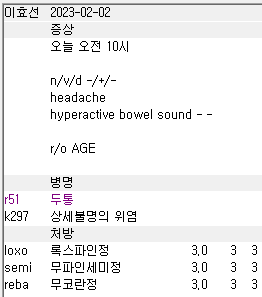 이효선 2023-02-02
증상
오늘 오전 10시
n/v/d -/+/-
headache
hyperactive bowel sound - -
r/o AGE
병명
r51 두통
k297 상세불명의 위염
처방
loxo 록스파인정 3.0 3 3
semi 무파인세미정 3.0 3 3
reba 무코란정 3.0 3 3